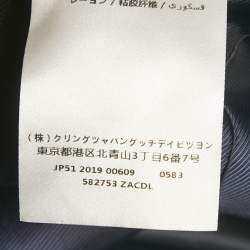 レーヨン / 粘胶纤维 / فسكوزي
(株)クリングジャパングッチディビジョン
東京都港区北青山3丁目6番7号
JP51 2019 00609 0583
582753 ZACDL